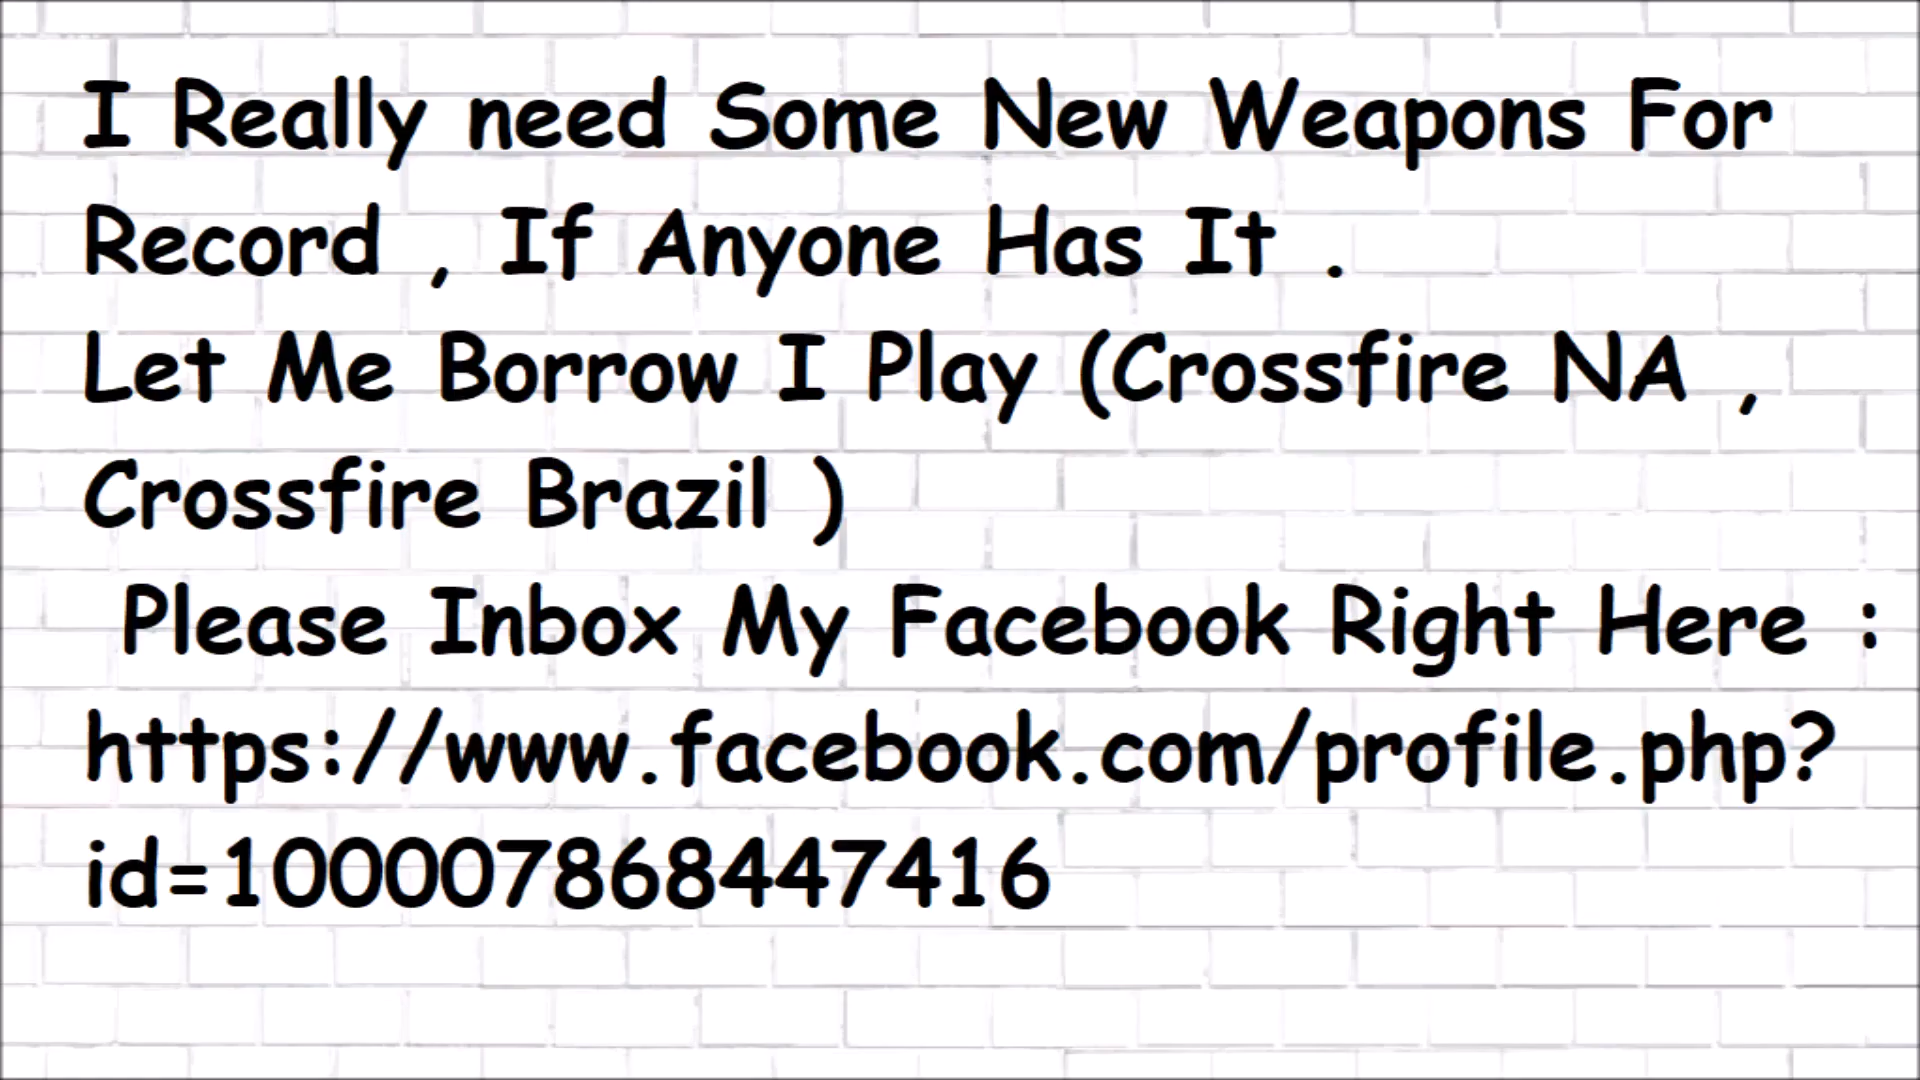 I Really need Some New Weapons For
Record , If Anyone Has It .
Let Me Borrow I Play (Crossfire NA ,
Crossfire Brazil )
Please Inbox My Facebook Right Here :
https://www.facebook.com/profile.php?
id=100007868447416